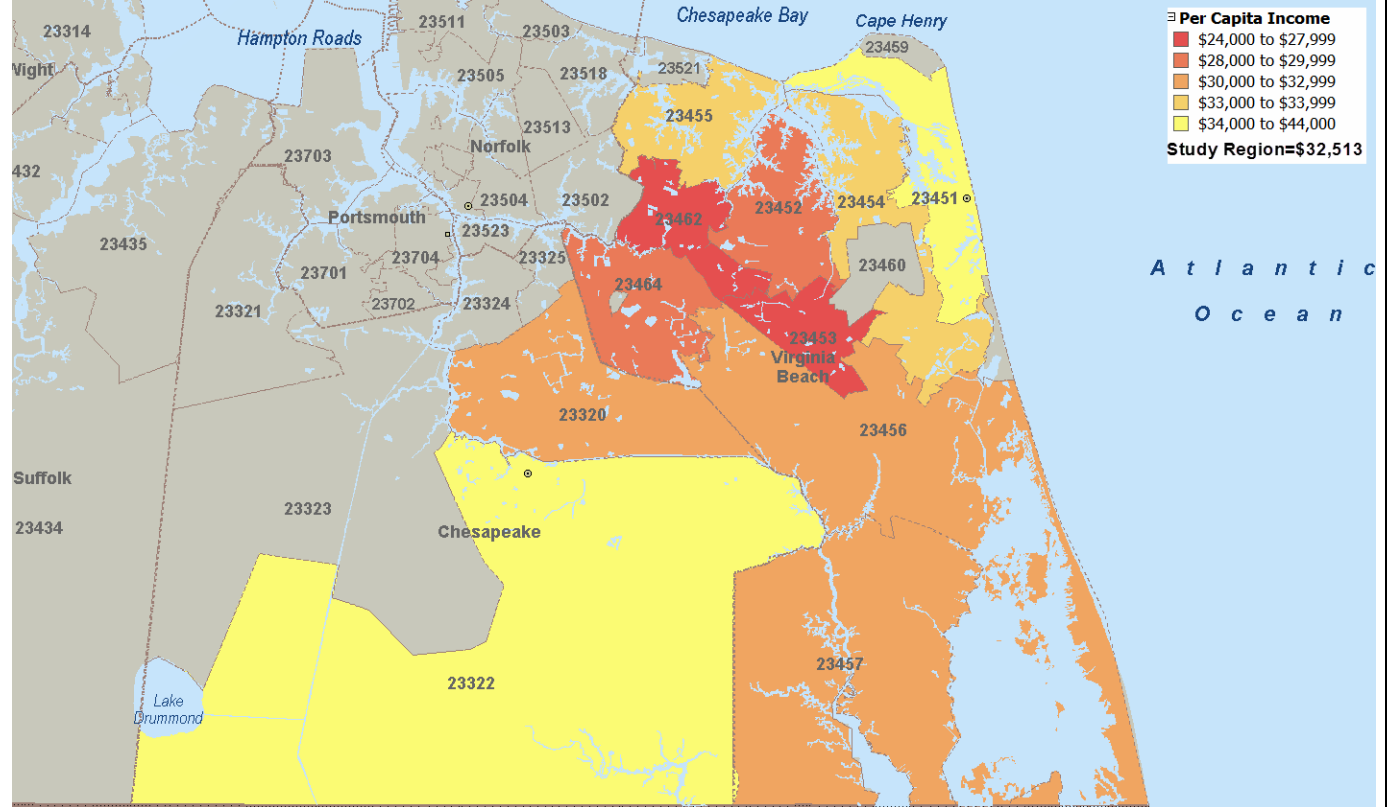 Chesapeake Bay
Cape Henry
23511
23503
23314
Hampton Roads
23459
Wight
23505
23518
23521
23455
23513
Norfolk
23703
432
23504
23502
23462
23452
23454
23451
Portsmouth
23523
23435
23704
23325
23460
23701
23464
23702
23324
23321
23453
Virginia
Beach
23320
23456
Suffolk
23434
23323
Chesapeake
23457
23322
Lake
Drummond
Atlantic
Ocean
Per Capita Income
$24,000 to $27,999
$28,000 to $29,999
$30,000 to $32,999
$33,000 to $33,999
$34,000 to $44,000
Study Region=$32,513